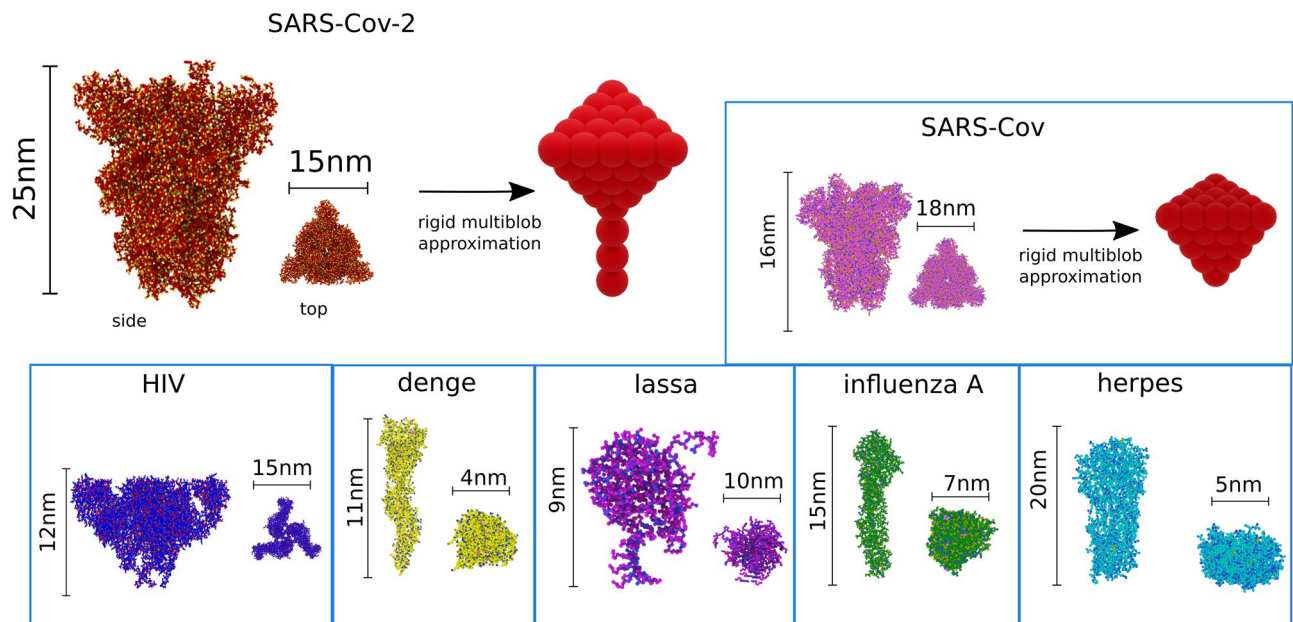 SARS-Cov-2
25nm
15nm
side
top
rigid multiblob
approximation
SARS-Cov
16nm
18nm
rigid multiblob
approximation
HIV
12nm
15nm
denge
11nm
4nm
lassa
9nm
10nm
influenza A
15nm
7nm
herpes
20nm
5nm